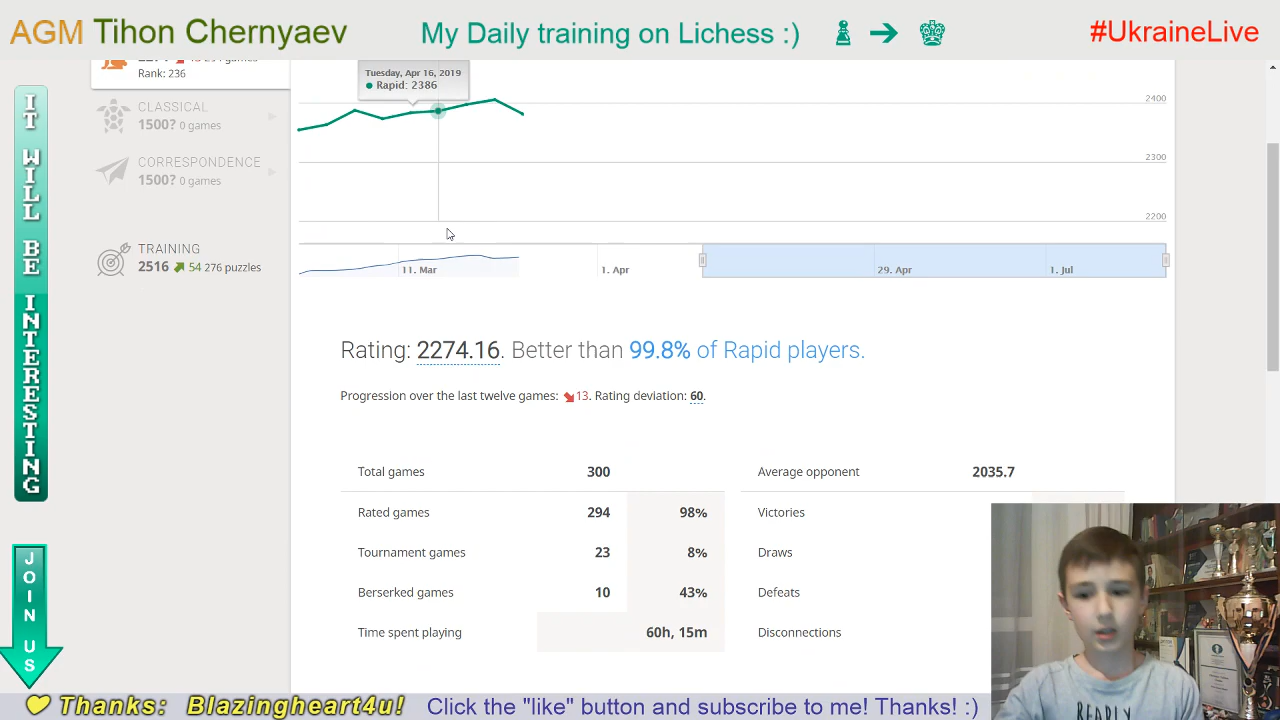 AGM Tihon Chernyaev
My Daily training on Lichess :)
#UkraineLive
IT WILL BE INTERESTING
JOIN US
Rank: 236
CLASSICAL
1500? 0 games
CORRESPONDENCE
1500? 0 games
TRAINING
2516 54 276 puzzles
Tuesday, Apr 16, 2019
Rapid: 2386
2400
2300
2200
11. Mar
1. Apr
29. Apr
1. Jul
Rating: 2274.16. Better than 99.8% of Rapid players.
Progression over the last twelve games: 13. Rating deviation: 60.
Total games 300
Rated games 294 98%
Tournament games 23 8%
Berserked games 10 43%
Time spent playing 60h, 15m
Average opponent 2035.7
Victories
Draws
Defeats
Disconnections
Thanks: Blazingheart4u!
Click the "like" button and subscribe to me! Thanks! :)